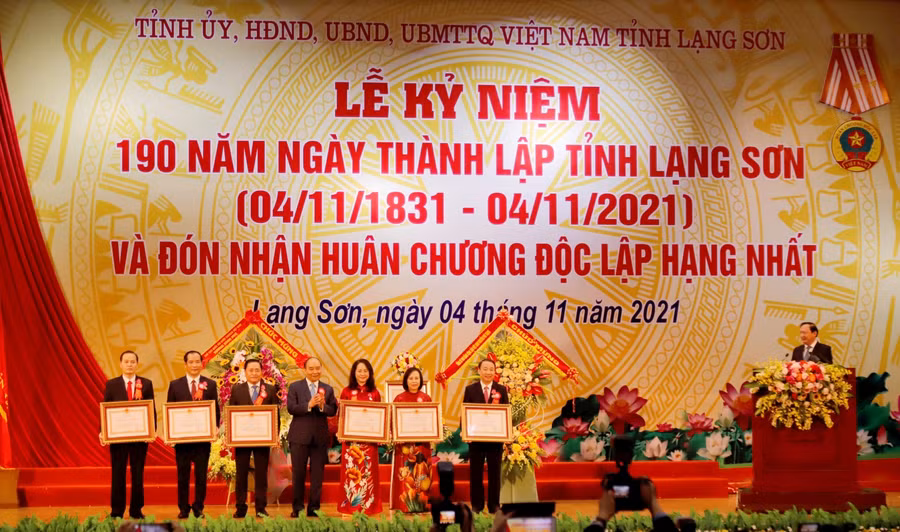 TỈNH ỦY, HĐND, UBND, UBMTTQ VIỆT NAM TỈNH LẠNG SƠN
LỄ KỶ NIỆM
190 NĂM NGÀY THÀNH LẬP TỈNH LẠNG SƠN
(04/11/1831 - 04/11/2021)
VÀ ĐÓN NHẬN HUÂN CHƯƠNG ĐỘC LẬP HẠNG NHẤT
Lạng Sơn, ngày 04 tháng 11 năm 2021
VIỆT NAM